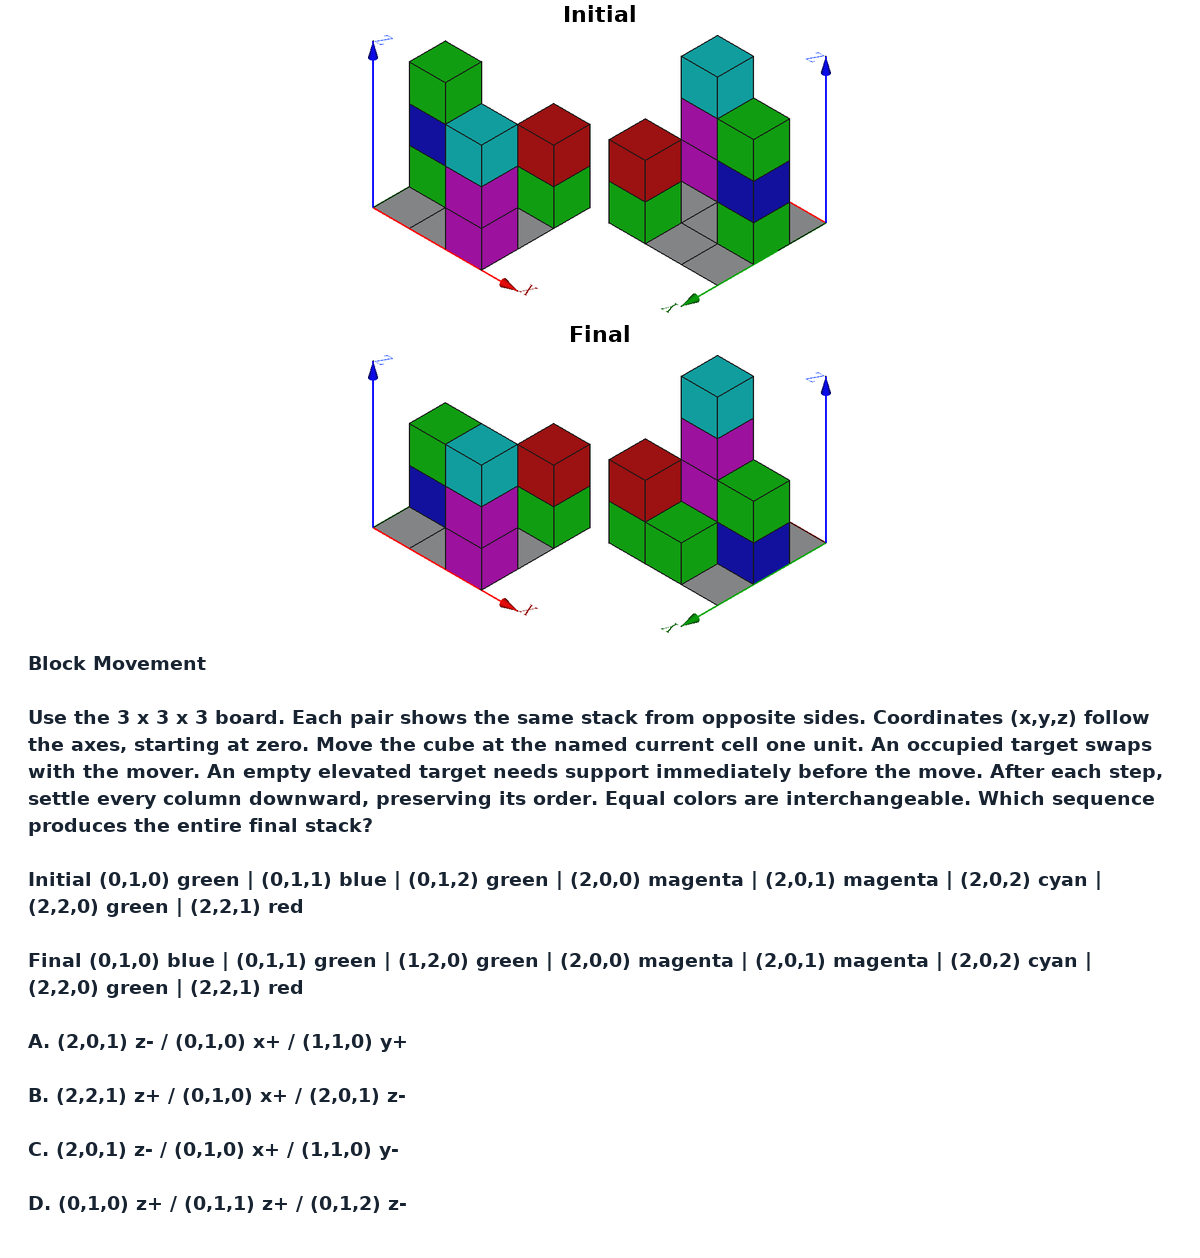 Initial
Z
Z
X
Y
Final
Z
Z
X
Y
Block Movement
Use the 3 x 3 x 3 board. Each pair shows the same stack from opposite sides. Coordinates (x,y,z) follow
the axes, starting at zero. Move the cube at the named current cell one unit. An occupied target swaps
with the mover. An empty elevated target needs support immediately before the move. After each step,
settle every column downward, preserving its order. Equal colors are interchangeable. Which sequence
produces the entire final stack?
Initial (0,1,0) green | (0,1,1) blue | (0,1,2) green | (2,0,0) magenta | (2,0,1) magenta | (2,0,2) cyan |
(2,2,0) green | (2,2,1) red
Final (0,1,0) blue | (0,1,1) green | (1,2,0) green | (2,0,0) magenta | (2,0,1) magenta | (2,0,2) cyan |
(2,2,0) green | (2,2,1) red
A. (2,0,1) z- / (0,1,0) x+ / (1,1,0) y+
B. (2,2,1) z+ / (0,1,0) x+ / (2,0,1) z-
C. (2,0,1) z- / (0,1,0) x+ / (1,1,0) y-
D. (0,1,0) z+ / (0,1,1) z+ / (0,1,2) z-